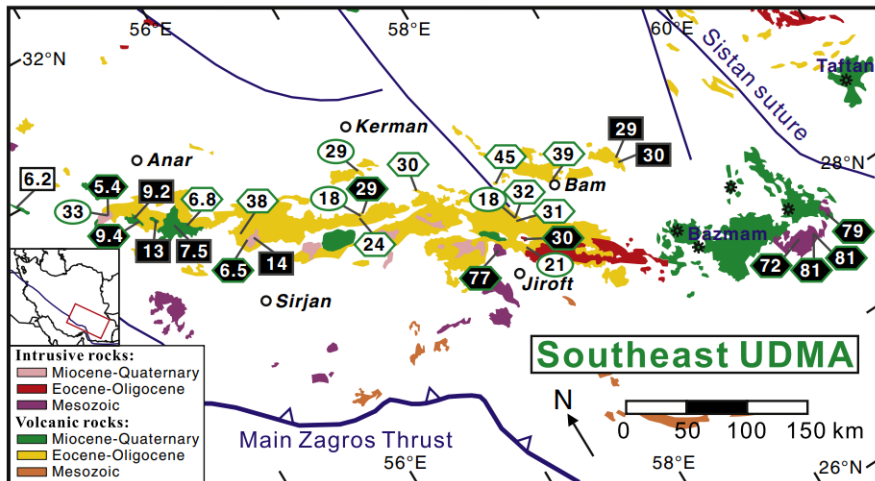 56°E
58°E
60°E
32°N
Sistan suture
Taftan
Kerman
29
28°N
Anar
29
45
39
30
30
6.2
5.4
9.2
6.8
38
18
29
18
32
Bam
33
31
9.4
13
7.5
24
30
Bazmam
79
6.5
14
77
21
72
81
81
Jiroft
Sirjan
Southeast UDMA
Intrusive rocks:
Miocene-Quaternary
Eocene-Oligocene
Mesozoic
Volcanic rocks:
Miocene-Quaternary
Eocene-Oligocene
Mesozoic
Main Zagros Thrust
N
0 50 100 150 km
56°E
58°E
26°N